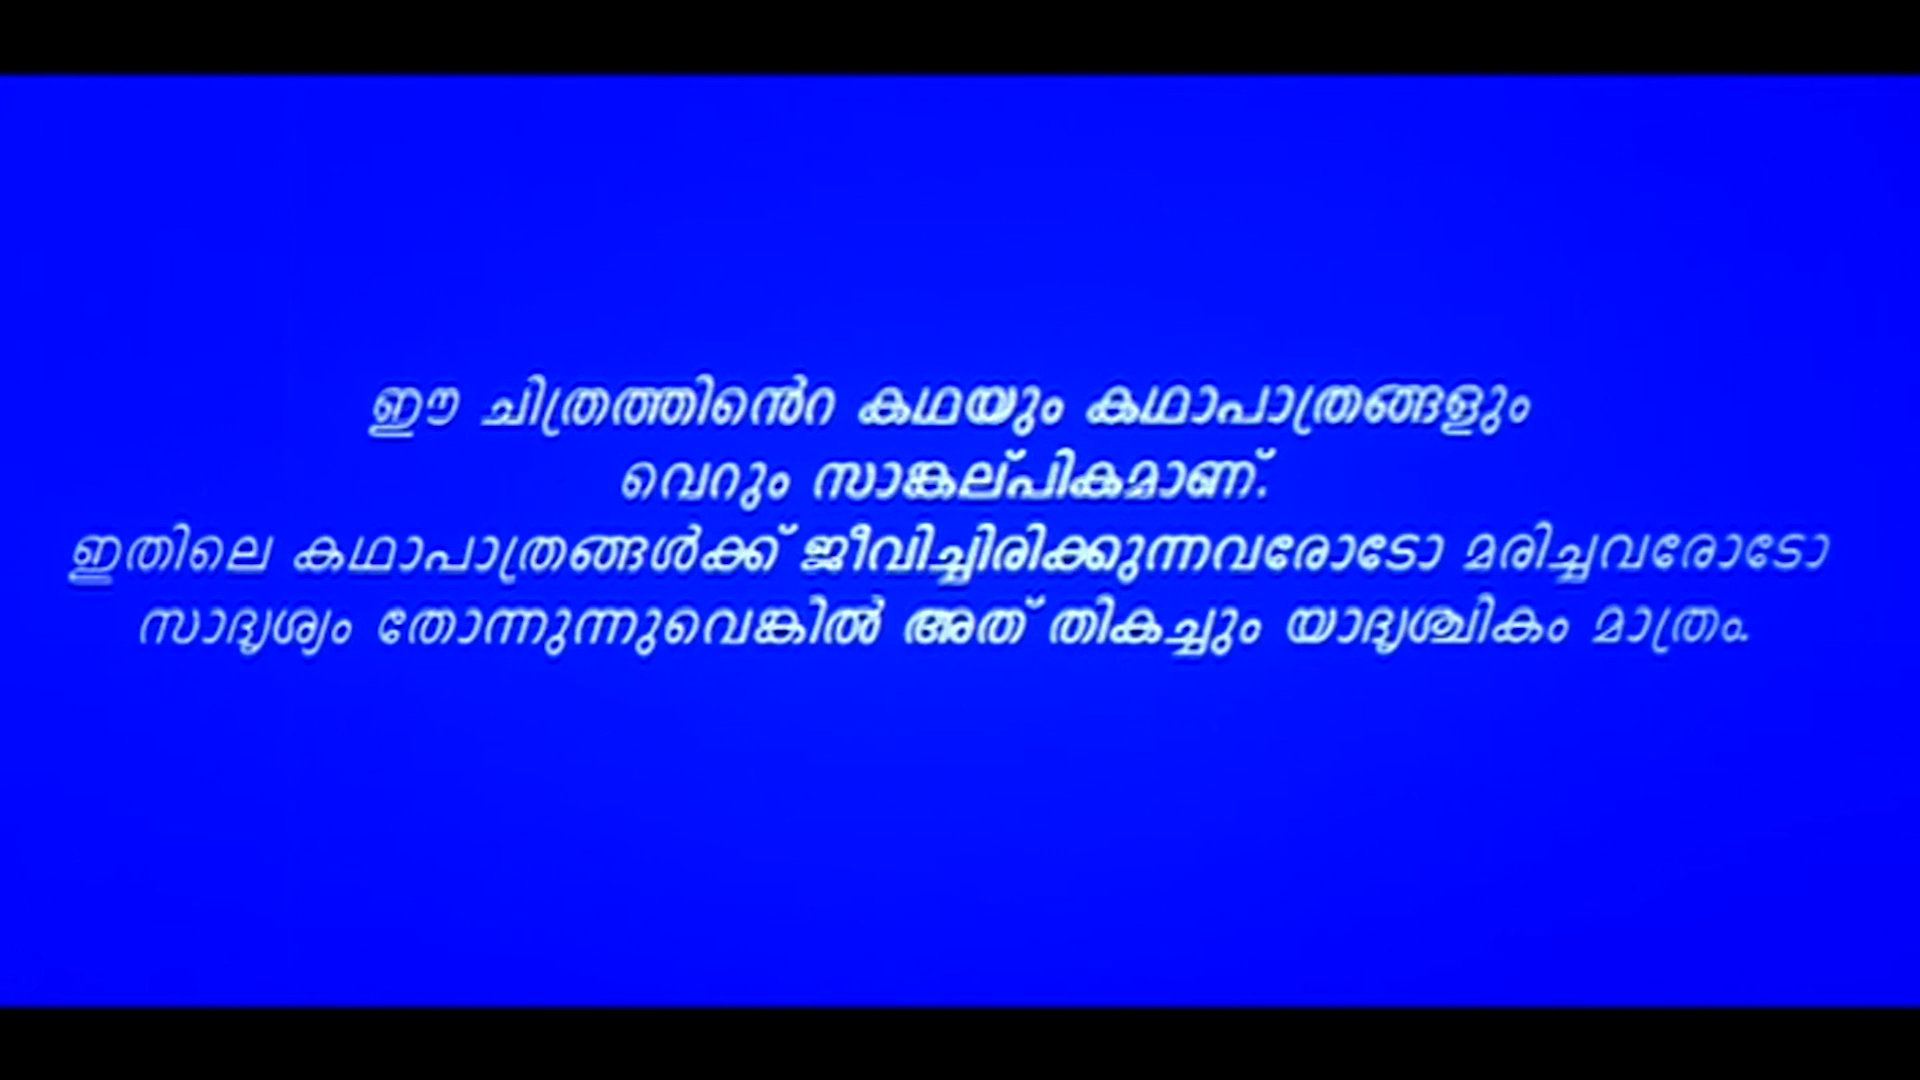 ഈ ചിത്രത്തിൻെറ കഥയും കഥാപാത്രങ്ങളും
വെറും സാങ്കല്പികമാണ്.
ഇതിലെ കഥാപാത്രങ്ങൾക്ക് ജീവിച്ചിരിക്കുന്നവരോടോ മരിച്ചവരോടോ
സാദൃശ്യം തോന്നുന്നുവെങ്കിൽ അത് തികച്ചും യാദൃശ്ചികം മാത്രം.